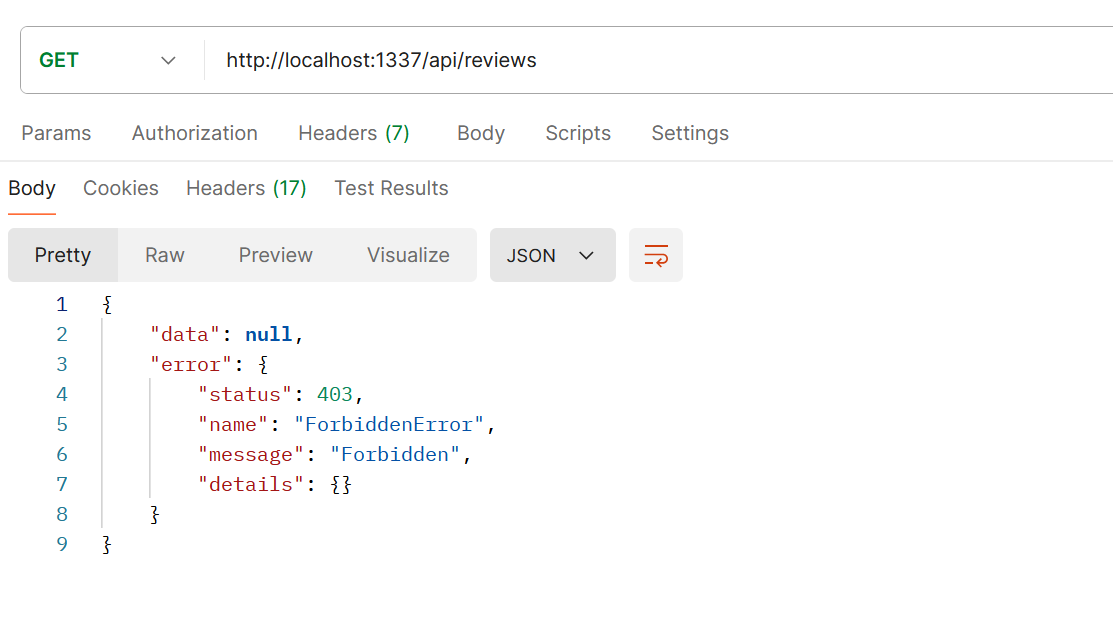 GET http://localhost:1337/api/reviews
Params Authorization Headers (7) Body Scripts Settings
Body Cookies Headers (17) Test Results
Pretty Raw Preview Visualize JSON
1 {
2 "data": null,
3 "error": {
4 "status": 403,
5 "name": "ForbiddenError",
6 "message": "Forbidden",
7 "details": {}
8 }
9 }